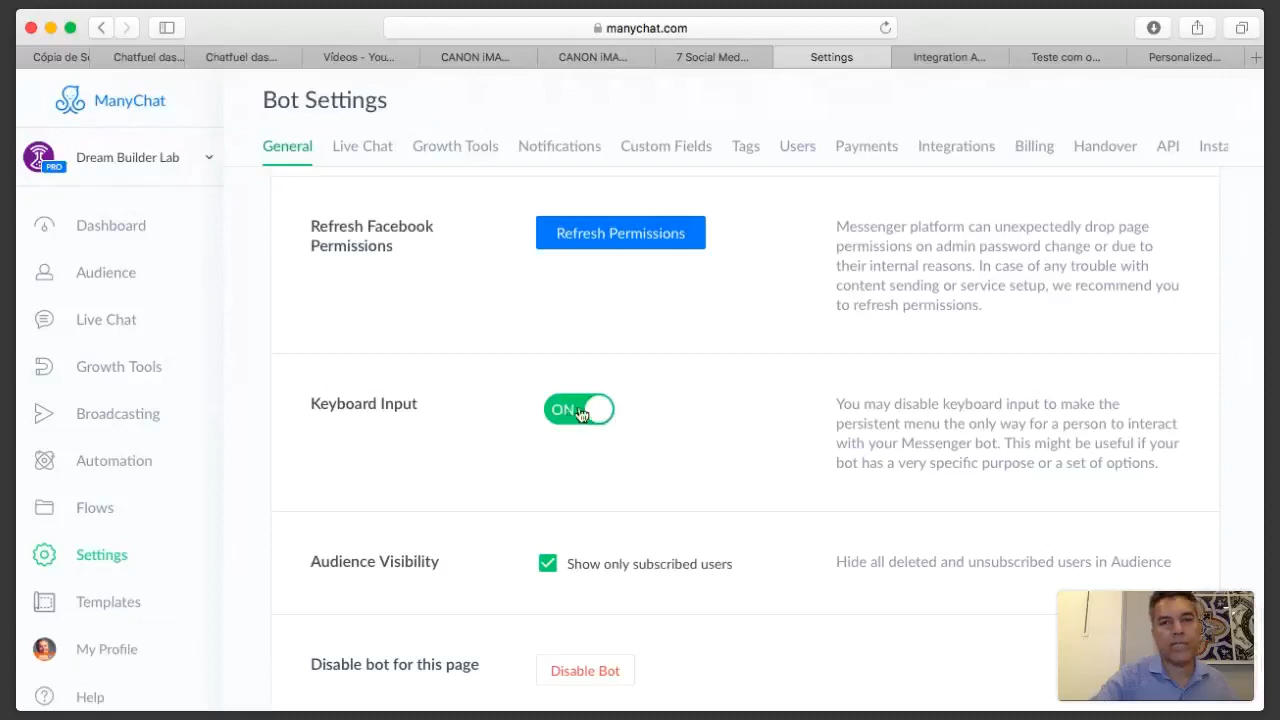 manychat.com
Cópia de Sé
Chatfuel das...
Chatfuel das...
Vídeos - You...
CANON iMA...
CANON iMA...
7 Social Med...
Settings
Integration A...
Teste com o...
Personalized...
ManyChat
Bot Settings
Dream Builder Lab
PRO
General
Live Chat
Growth Tools
Notifications
Custom Fields
Tags
Users
Payments
Integrations
Billing
Handover
API
Insta
Dashboard
Audience
Live Chat
Growth Tools
Broadcasting
Automation
Flows
Settings
Templates
My Profile
Help
Refresh Facebook
Permissions
Refresh Permissions
Messenger platform can unexpectedly drop page
permissions on admin password change or due to
their internal reasons. In case of any trouble with
content sending or service setup, we recommend you
to refresh permissions.
Keyboard Input
ON
You may disable keyboard input to make the
persistent menu the only way for a person to interact
with your Messenger bot. This might be useful if your
bot has a very specific purpose or a set of options.
Audience Visibility
Show only subscribed users
Hide all deleted and unsubscribed users in Audience
Disable bot for this page
Disable Bot